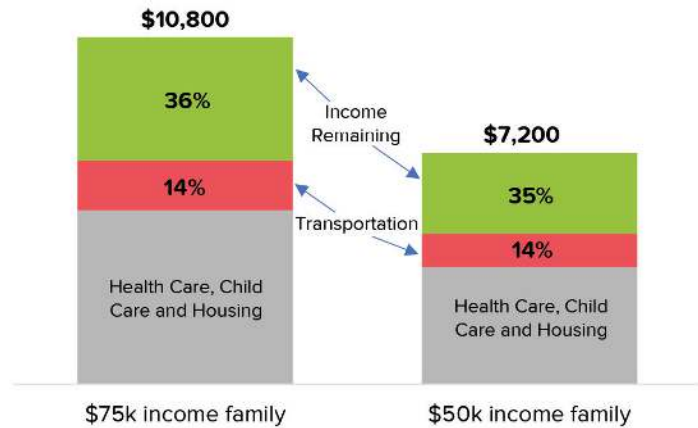 $10,800
36%
Income
Remaining
$7,200
14%
35%
Transportation
14%
Health Care, Child
Care and Housing
Health Care, Child
Care and Housing
$75k income family
$50k income family